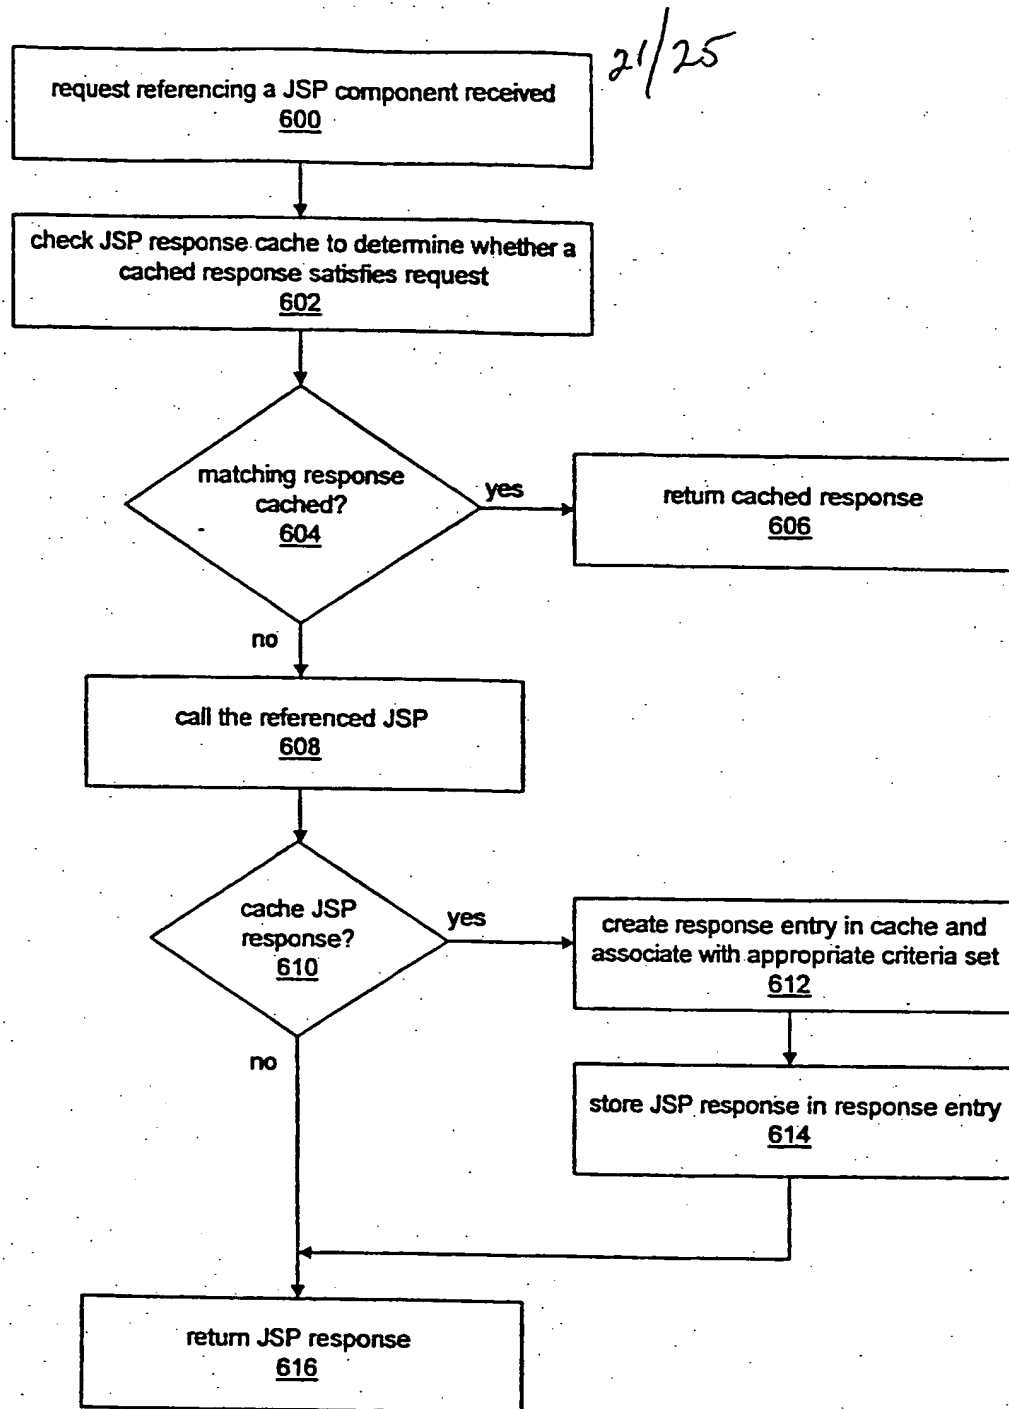 21/25
request referencing a JSP component received
600
check JSP response cache to determine whether a
cached response satisfies request
602
matching response
cached?
604
yes
return cached response
606
no
call the referenced JSP
608
cache JSP
response?
610
yes
create response entry in cache and
associate with appropriate criteria set
612
no
store JSP response in response entry
614
return JSP response
616